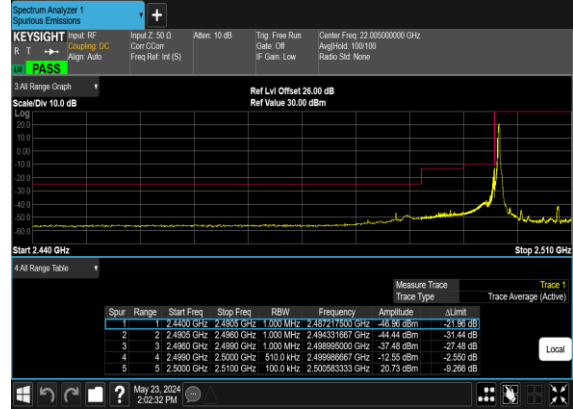 Spectrum Analyzer 1
Spurious Emissions
KEYSIGHT Input: RF Input Z: 50 Ω Atten: 10 dB Trig: Free Run Center Freq: 22.005000000 GHz
R T Coupling: DC Corr CCorr Gate: Off Avg|Hold: 100/100
Align: Auto Freq Ref: Int (S) IF Gain: Low Radio Std: None
PASS
3 All Range Graph
Ref Lvl Offset 26.00 dB
Scale/Div 10.0 dB Ref Value 30.00 dBm
Log
20.0
10.0
0.00
-10.0
-20.0
-30.0
-40.0
-50.0
-60.0
Start 2.440 GHz Stop 2.510 GHz
4 All Range Table
Measure Trace Trace 1
Trace Type Trace Average (Active)
Spur Range Start Freq Stop Freq RBW Frequency Amplitude ΔLimit
1 1 2.4400 GHz 2.4905 GHz 1.000 MHz 2.487217500 GHz -46.96 dBm -21.96 dB
2 2 2.4905 GHz 2.4960 GHz 1.000 MHz 2.494331667 GHz -44.44 dBm -31.44 dB
3 3 2.4960 GHz 2.4990 GHz 1.000 MHz 2.498995000 GHz -37.48 dBm -27.48 dB
4 4 2.4990 GHz 2.5000 GHz 510.0 kHz 2.499986667 GHz -12.55 dBm -2.550 dB
5 5 2.5000 GHz 2.5100 GHz 100.0 kHz 2.500583333 GHz 20.73 dBm -9.266 dB
Local
May 23, 2024
2:02:32 PM